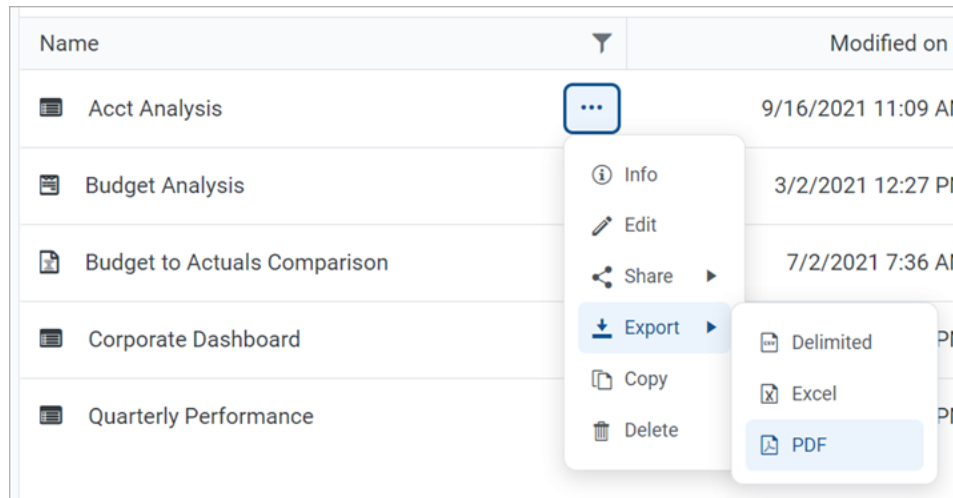 Name Modified on
Acct Analysis ... 9/16/2021 11:09 A
Info
Budget Analysis 3/2/2021 12:27 P
Edit
Budget to Actuals Comparison Share 7/2/2021 7:36 A
Export
Corporate Dashboard Delimited P
Copy
Excel
Quarterly Performance Delete P
PDF